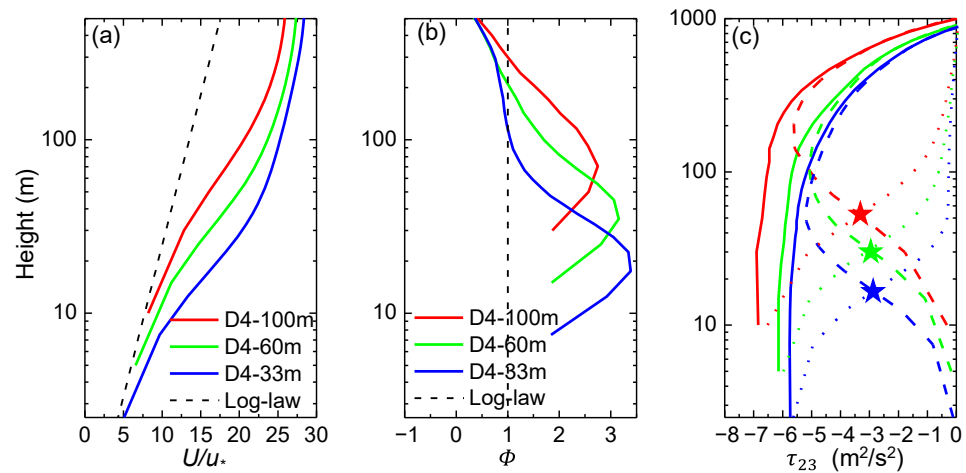 (a)
(b)
(c)
Height (m)
100
10
D4-100m
D4-60m
D4-33m
Log-law
0 5 10 15 20 25 30
U/u*
100
10
D4-100m
D4-60m
D4-33m
Log-law
−1 0 1 2 3 4
Φ
1000
100
10
−8 −7 −6 −5 −4 −3 −2 −1 0
τ23 (m²/s²)